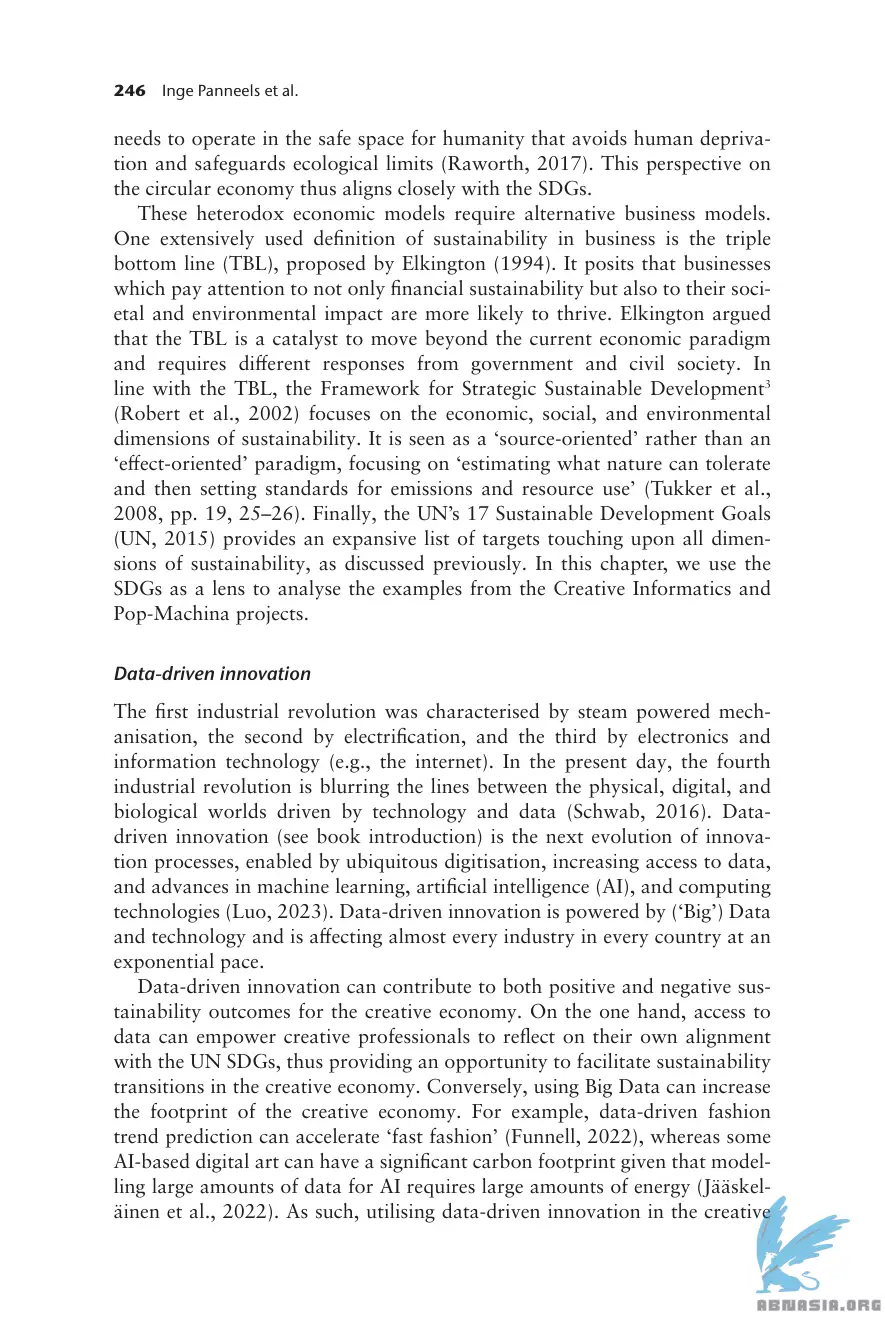 246 Inge Panneels et al.
needs to operate in the safe space for humanity that avoids human depriva-
tion and safeguards ecological limits (Raworth, 2017). This perspective on
the circular economy thus aligns closely with the SDGs.
These heterodox economic models require alternative business models.
One extensively used definition of sustainability in business is the triple
bottom line (TBL), proposed by Elkington (1994). It posits that businesses
which pay attention to not only financial sustainability but also to their soci-
etal and environmental impact are more likely to thrive. Elkington argued
that the TBL is a catalyst to move beyond the current economic paradigm
and requires different responses from government and civil society. In
line with the TBL, the Framework for Strategic Sustainable Development³
(Robert et al., 2002) focuses on the economic, social, and environmental
dimensions of sustainability. It is seen as a ‘source-oriented’ rather than an
‘effect-oriented’ paradigm, focusing on ‘estimating what nature can tolerate
and then setting standards for emissions and resource use’ (Tukker et al.,
2008, pp. 19, 25–26). Finally, the UN’s 17 Sustainable Development Goals
(UN, 2015) provides an expansive list of targets touching upon all dimen-
sions of sustainability, as discussed previously. In this chapter, we use the
SDGs as a lens to analyse the examples from the Creative Informatics and
Pop-Machina projects.
Data-driven innovation
The first industrial revolution was characterised by steam powered mech-
anisation, the second by electrification, and the third by electronics and
information technology (e.g., the internet). In the present day, the fourth
industrial revolution is blurring the lines between the physical, digital, and
biological worlds driven by technology and data (Schwab, 2016). Data-
driven innovation (see book introduction) is the next evolution of innova-
tion processes, enabled by ubiquitous digitisation, increasing access to data,
and advances in machine learning, artificial intelligence (AI), and computing
technologies (Luo, 2023). Data-driven innovation is powered by (‘Big’) Data
and technology and is affecting almost every industry in every country at an
exponential pace.
Data-driven innovation can contribute to both positive and negative sus-
tainability outcomes for the creative economy. On the one hand, access to
data can empower creative professionals to reflect on their own alignment
with the UN SDGs, thus providing an opportunity to facilitate sustainability
transitions in the creative economy. Conversely, using Big Data can increase
the footprint of the creative economy. For example, data-driven fashion
trend prediction can accelerate ‘fast fashion’ (Funnell, 2022), whereas some
AI-based digital art can have a significant carbon footprint given that model-
ling large amounts of data for AI requires large amounts of energy (Jääskel-
äinen et al., 2022). As such, utilising data-driven innovation in the creative
ABNASIA.ORG